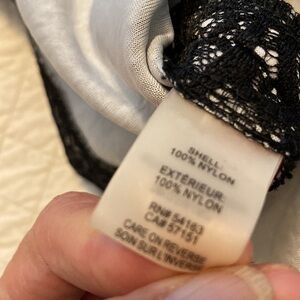 SHELL:
100% NYLON
EXTÉRIEUR:
100% NYLON
RN# 54163
CA# 57151
CARE ON REVERSE
SOIN SUR L'INVERSE